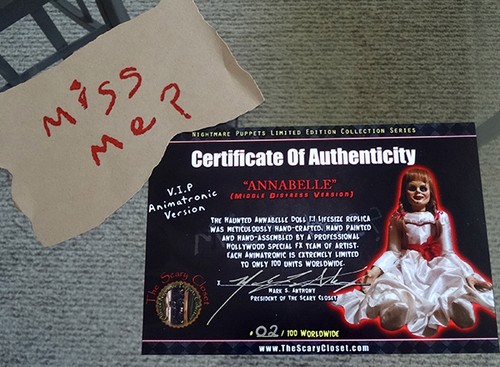 miss
me?
Nightmare Puppets Limited Edition Collection Series
Certificate Of Authenticity
"ANNABELLE"
(Middle Distress Version)
V.I.P
Animatronic
Version
The Haunted Annabelle Doll 1:1 Lifesize Replica
was meticulously hand-crafted, hand painted
and hand-assembled by a professional
Hollywood special FX team of artist.
Each animatronic is extremely limited
to only 100 units worldwide.
Mark S. Anthony
President of The Scary Closet
The Scary Closet
# 02 / 100 Worldwide
www.TheScaryCloset.com